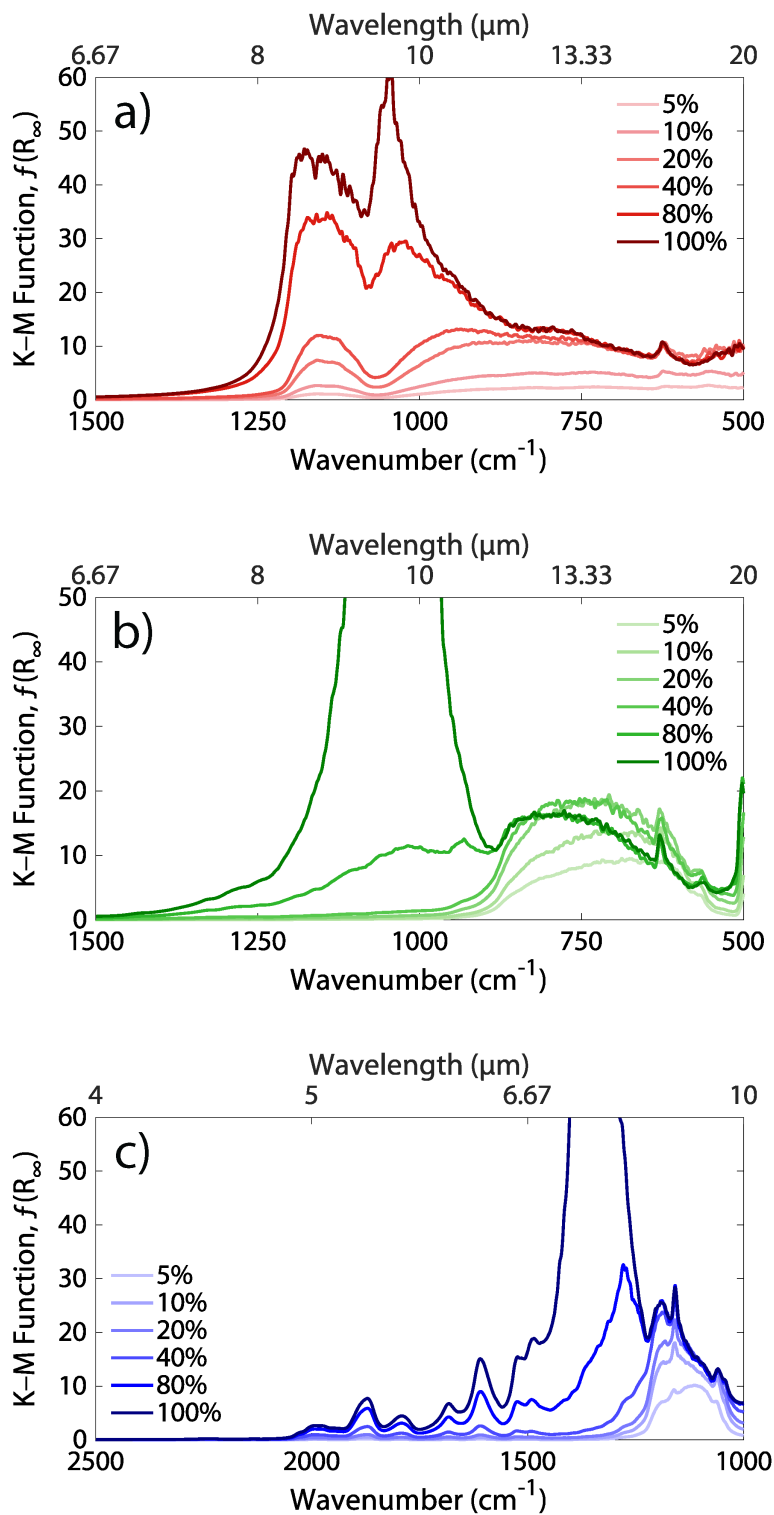 Wavelength (µm)
6.67 8 10 13.33 20
a)
60
50
40
30
20
10
0
K–M Function, f(R∞)
5%
10%
20%
40%
80%
100%
1500 1250 1000 750 500
Wavenumber (cm-1)
Wavelength (µm)
6.67 8 10 13.33 20
b)
50
40
30
20
10
0
K–M Function, f(R∞)
5%
10%
20%
40%
80%
100%
1500 1250 1000 750 500
Wavenumber (cm-1)
Wavelength (µm)
4 5 6.67 10
c)
60
50
40
30
20
10
0
K–M Function, f(R∞)
5%
10%
20%
40%
80%
100%
2500 2000 1500 1000
Wavenumber (cm-1)